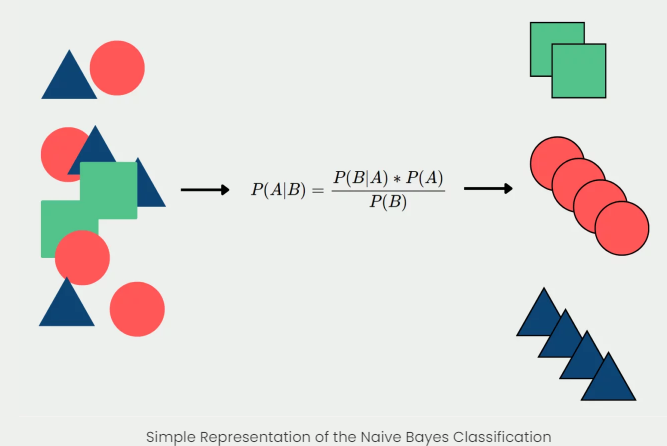 P(A|B) = P(B|A) * P(A) / P(B)
Simple Representation of the Naive Bayes Classification